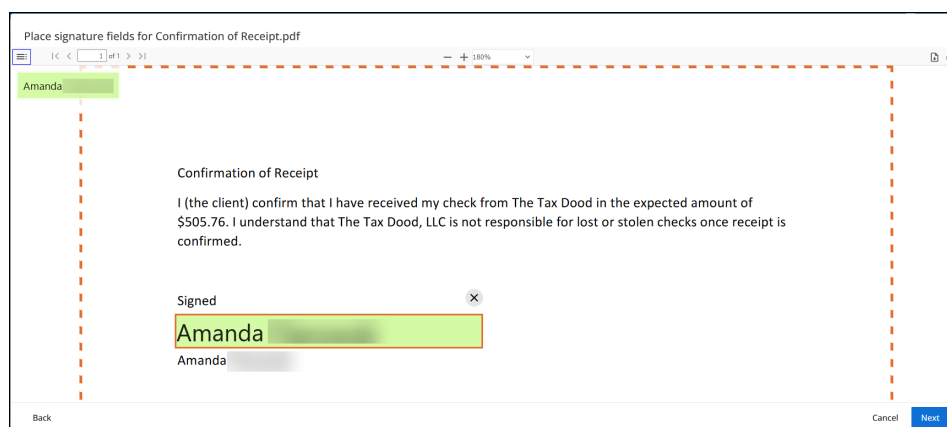 Place signature fields for Confirmation of Receipt.pdf
1 of 1 180%
Amanda
Confirmation of Receipt
I (the client) confirm that I have received my check from The Tax Dood in the expected amount of
$505.76. I understand that The Tax Dood, LLC is not responsible for lost or stolen checks once receipt is
confirmed.
Signed
Amanda
Amanda
Back Cancel Next